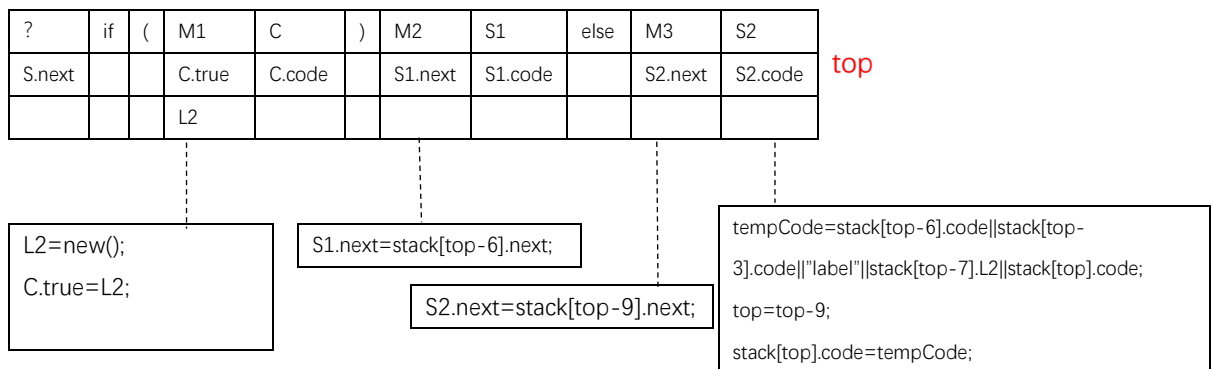 ? if ( M1 C ) M2 S1 else M3 S2
S.next C.true C.code S1.next S1.code S2.next S2.code
top
L2
L2=new();
C.true=L2;
S1.next=stack[top-6].next;
S2.next=stack[top-9].next;
tempCode=stack[top-6].code||stack[top-
3].code||”label”||stack[top-7].L2||stack[top].code;
top=top-9;
stack[top].code=tempCode;